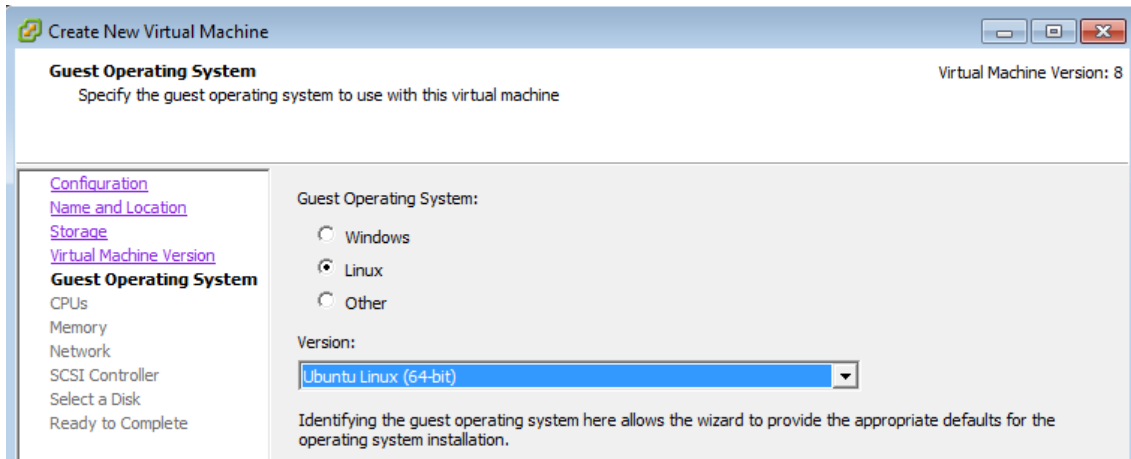 Create New Virtual Machine
Guest Operating System
Virtual Machine Version: 8
Specify the guest operating system to use with this virtual machine
Configuration
Name and Location
Storage
Virtual Machine Version
Guest Operating System
CPUs
Memory
Network
SCSI Controller
Select a Disk
Ready to Complete
Guest Operating System:
Windows
Linux
Other
Version:
Ubuntu Linux (64-bit)
Identifying the guest operating system here allows the wizard to provide the appropriate defaults for the
operating system installation.